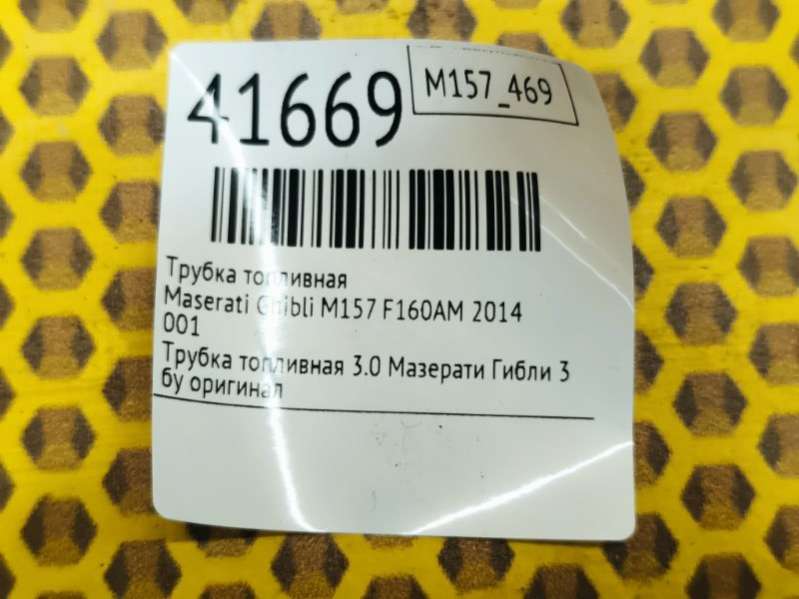 41669
M157_469
Трубка топливная
Maserati Ghibli M157 F160AM 2014
001
Трубка топливная 3.0 Мазерати Гибли 3
бу оригинал